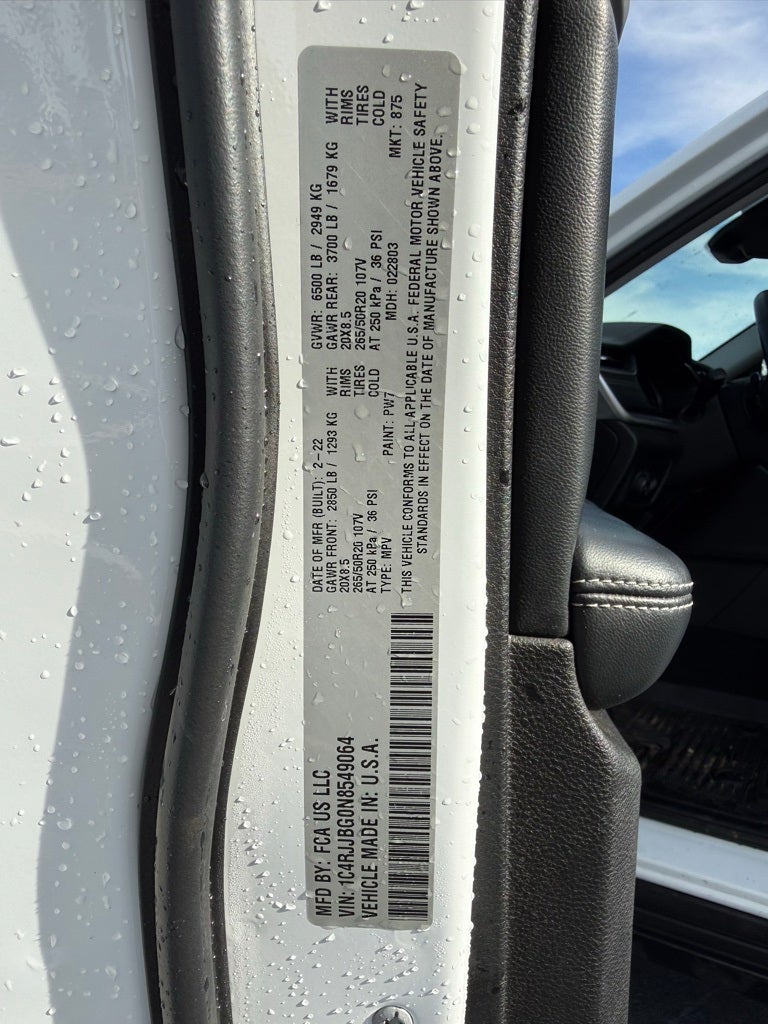 MFD BY: FCA US LLC
VIN: 1C4RJJBG0N8549064
VEHICLE MADE IN: U.S.A.
DATE OF MFR (BUILT): 2-22 GVWR: 6500 LB / 2949 KG
GAWR FRONT: 2850 LB / 1293 KG WITH GAWR REAR: 3700 LB / 1679 KG WITH
20X8.5 RIMS 20X8.5 RIMS
265/50R20 107V TIRES 265/50R20 107V TIRES
AT 250 kPa / 36 PSI COLD AT 250 kPa / 36 PSI COLD
TYPE: MPV PAINT: PW7 MDH: 022803 MKT: 875
THIS VEHICLE CONFORMS TO ALL APPLICABLE U.S.A. FEDERAL MOTOR VEHICLE SAFETY
STANDARDS IN EFFECT ON THE DATE OF MANUFACTURE SHOWN ABOVE.